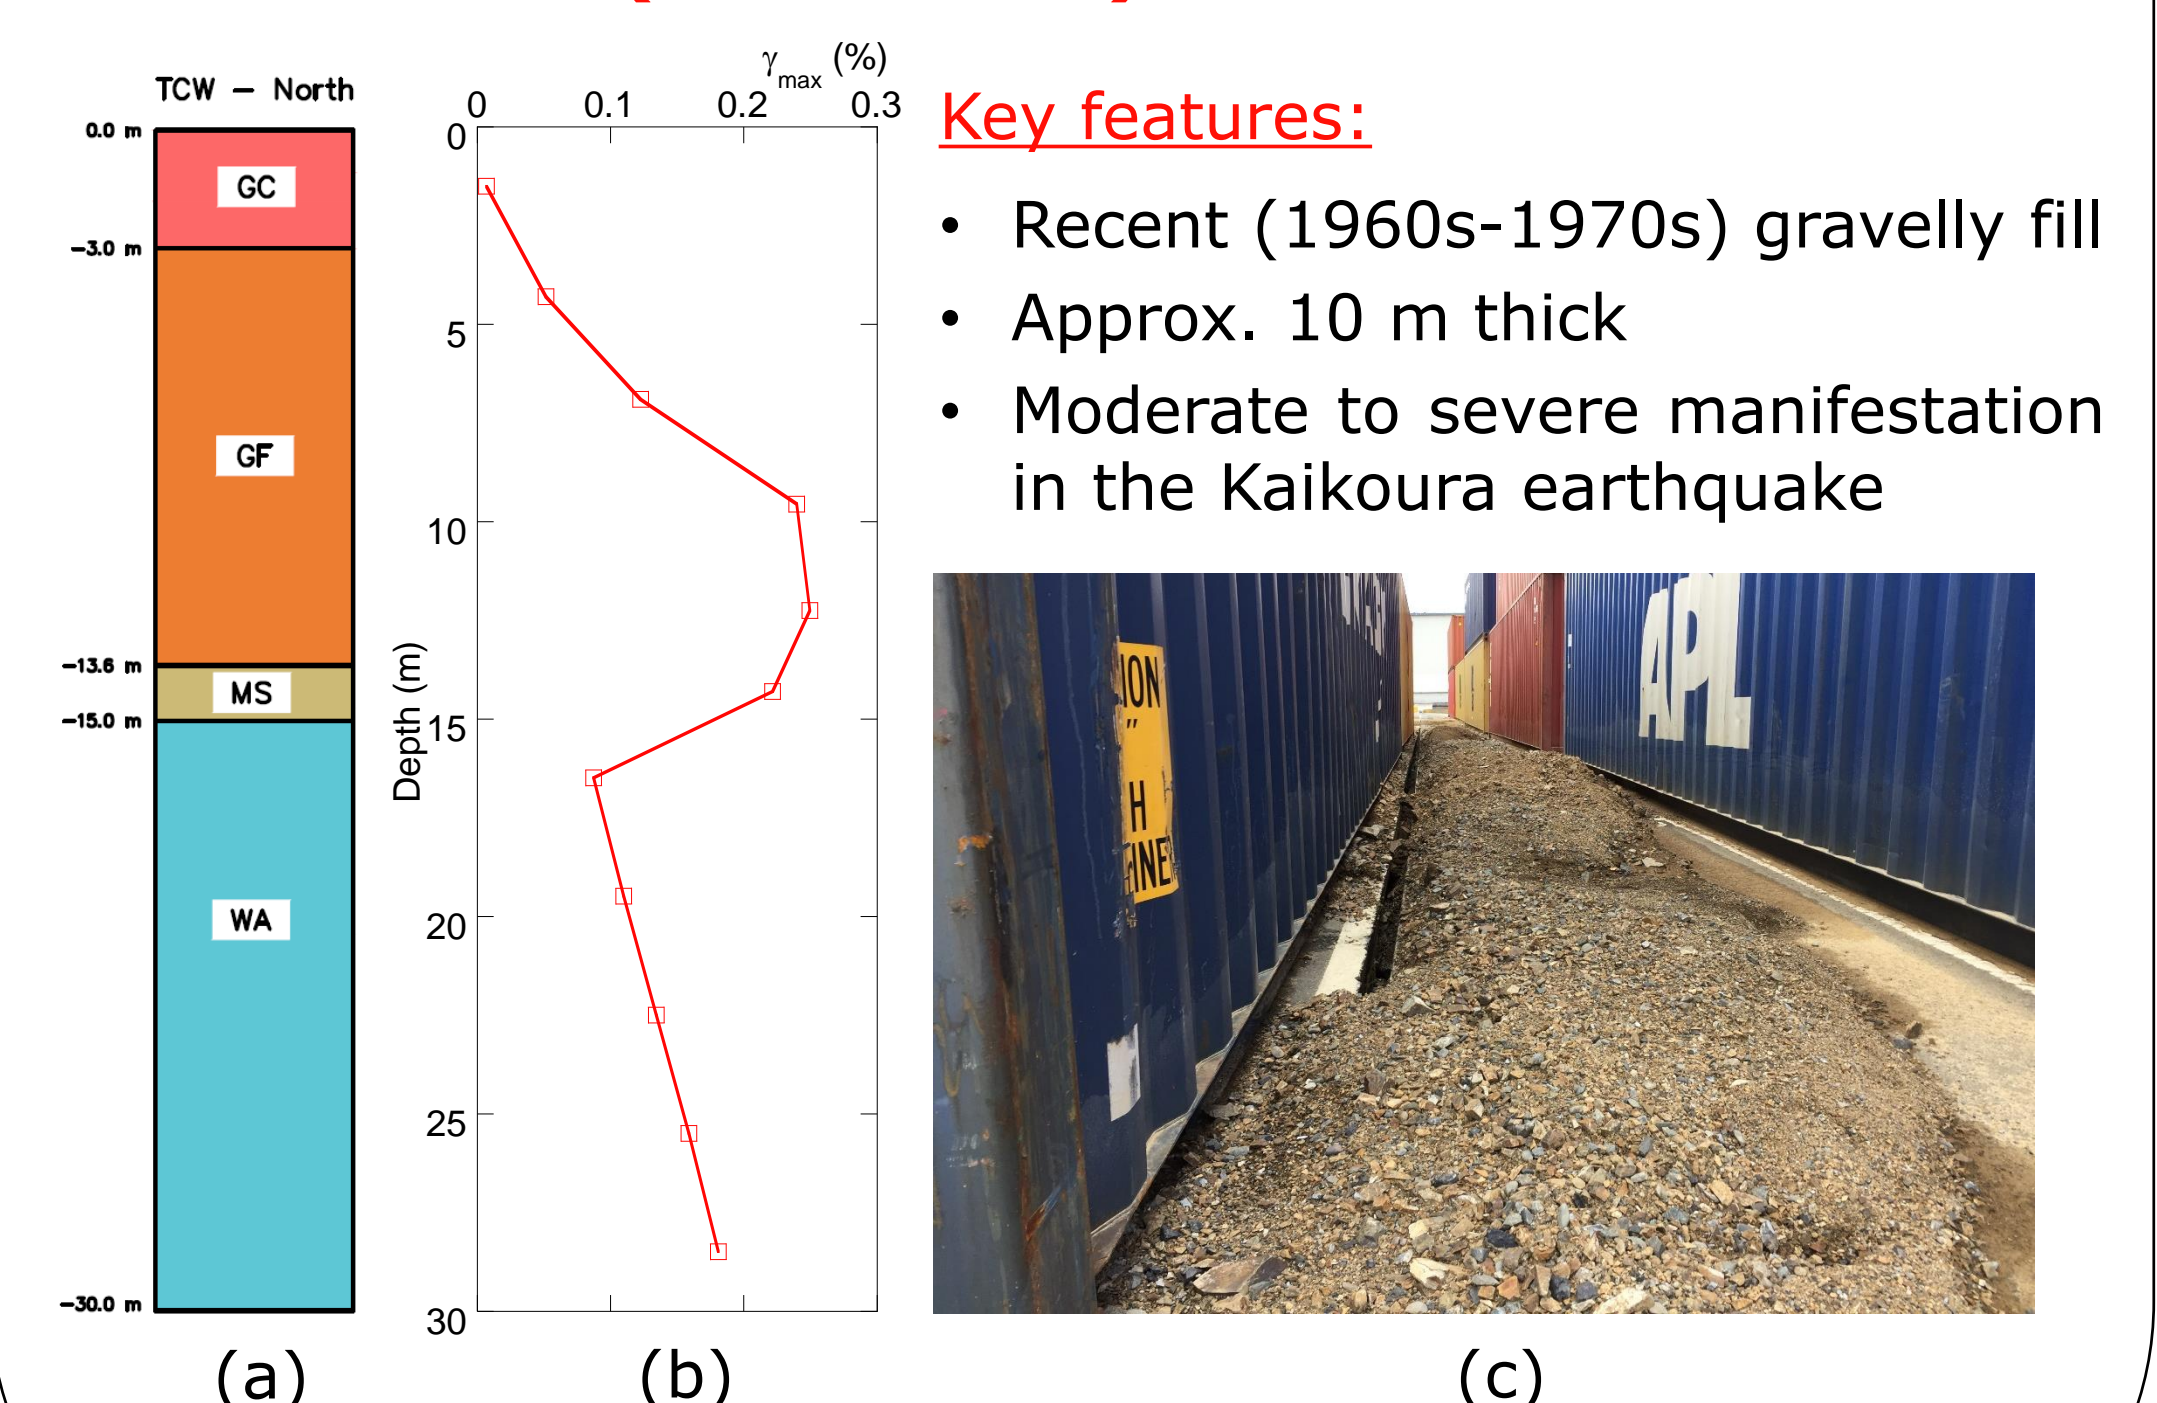 TCW – North
0.0 m
GC
−3.0 m
GF
−13.6 m
MS
−15.0 m
WA
−30.0 m
(a)
γmax (%)
0 0.1 0.2 0.3
0
5
10
15
20
25
30
Depth (m)
(b)
Key features:
• Recent (1960s-1970s) gravelly fill
• Approx. 10 m thick
• Moderate to severe manifestation
in the Kaikoura earthquake
ION
"
H
INE
APL
(c)